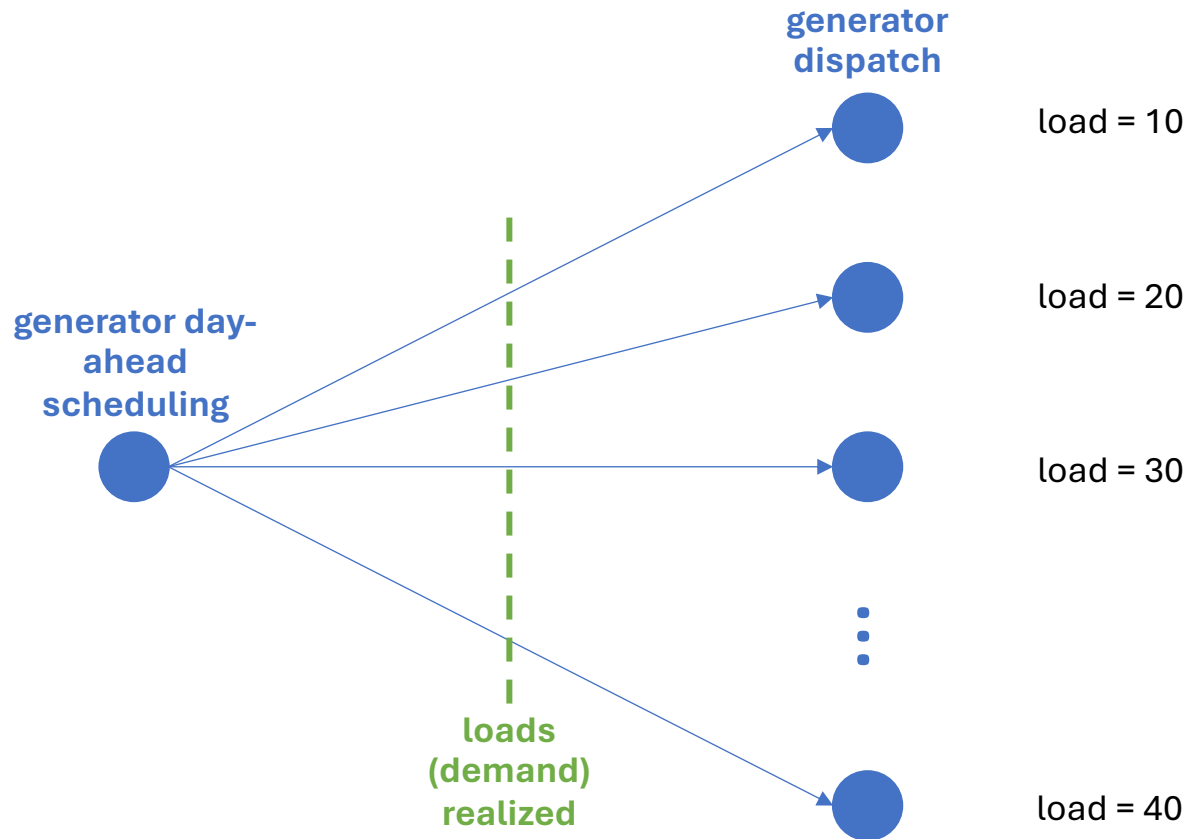 generator
dispatch
load = 10
load = 20
generator day-
ahead
scheduling
load = 30
loads
(demand)
realized
load = 40